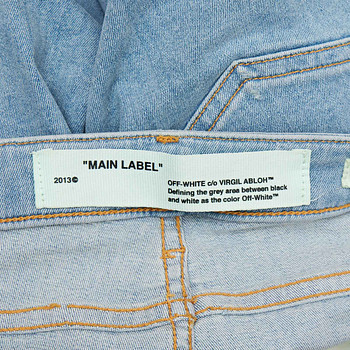 "MAIN LABEL"
2013©
OFF-WHITE c/o VIRGIL ABLOH™
Defining the grey area between black
and white as the color Off-White™